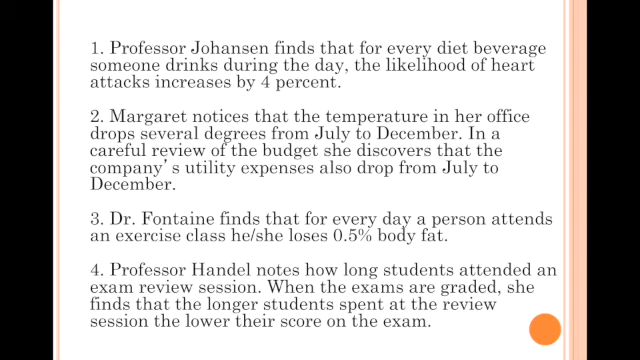 1. Professor Johansen finds that for every diet beverage
someone drinks during the day, the likelihood of heart
attacks increases by 4 percent.
2. Margaret notices that the temperature in her office
drops several degrees from July to December. In a
careful review of the budget she discovers that the
company's utility expenses also drop from July to
December.
3. Dr. Fontaine finds that for every day a person attends
an exercise class he/she loses 0.5% body fat.
4. Professor Handel notes how long students attended an
exam review session. When the exams are graded, she
finds that the longer students spent at the review
session the lower their score on the exam.